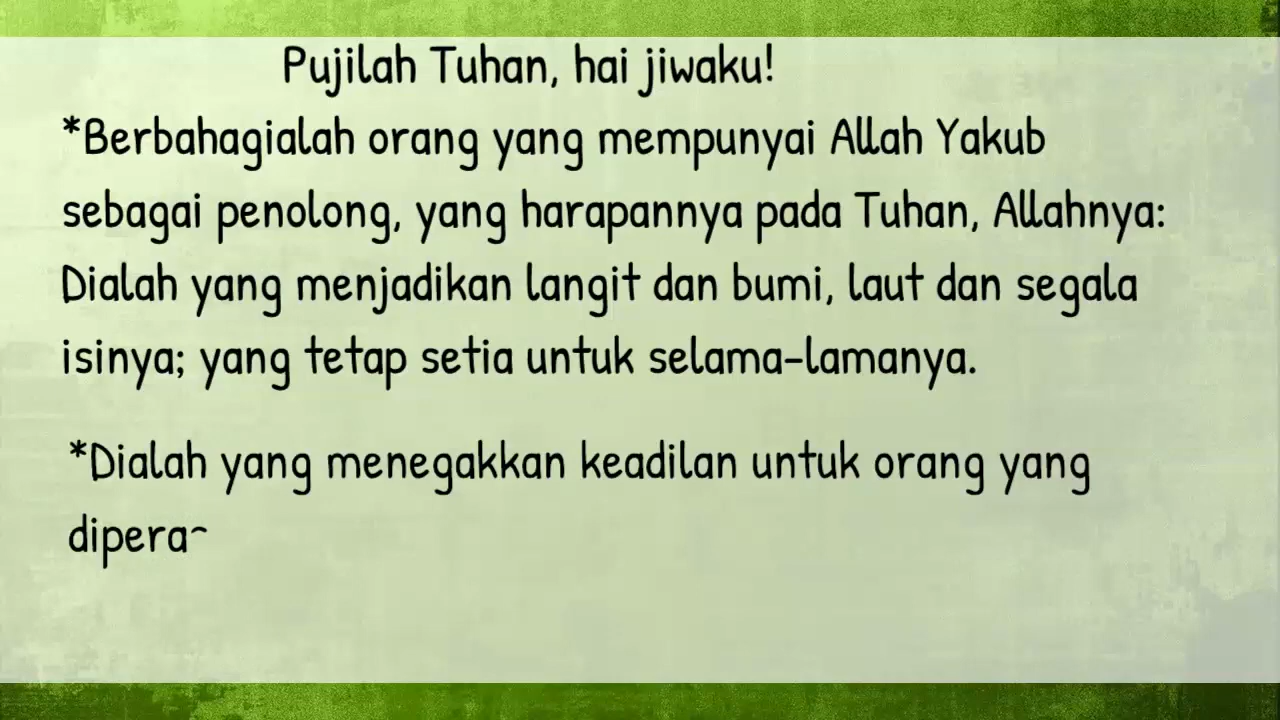 Pujilah Tuhan, hai jiwaku!
*Berbahagialah orang yang mempunyai Allah Yakub
sebagai penolong, yang harapannya pada Tuhan, Allahnya:
Dialah yang menjadikan langit dan bumi, laut dan segala
isinya; yang tetap setia untuk selama-lamanya.
*Dialah yang menegakkan keadilan untuk orang yang
dipera~